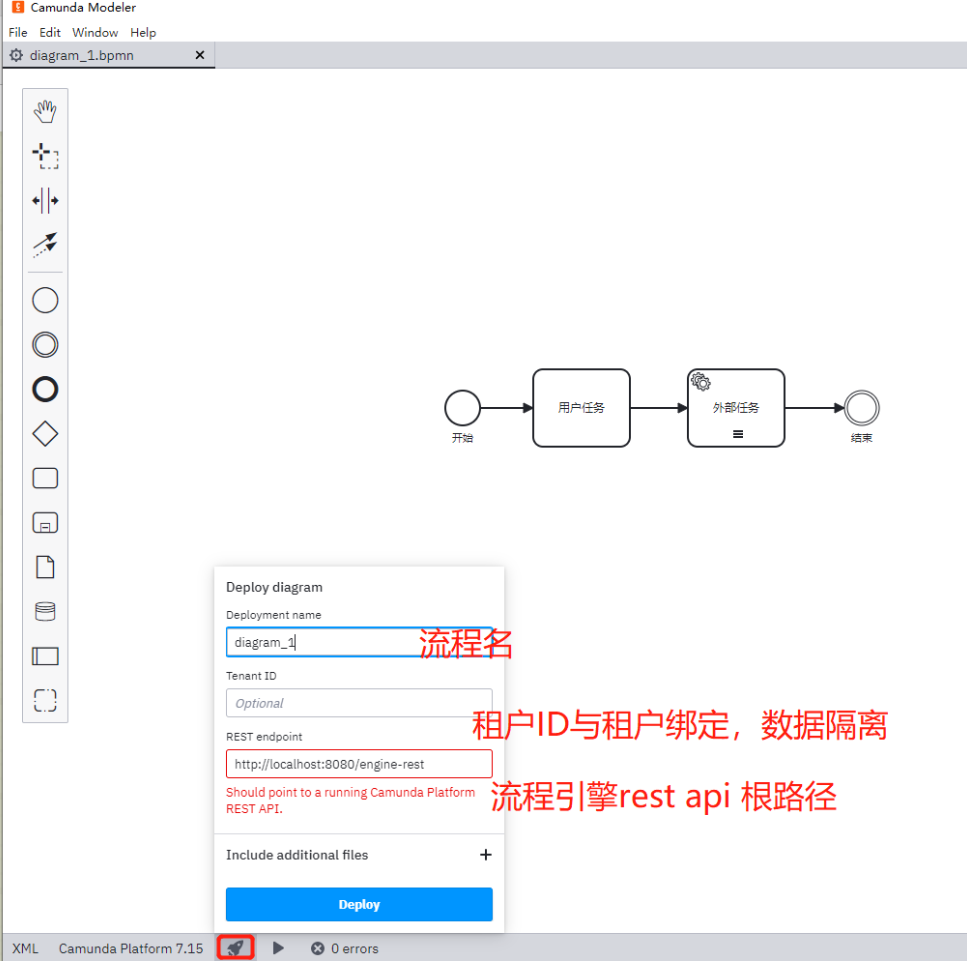 Camunda Modeler
File Edit Window Help
diagram_1.bpmn
开始
用户任务
外部任务
结束
Deploy diagram
Deployment name
diagram_1
流程名
Tenant ID
Optional
租户ID与租户绑定，数据隔离
REST endpoint
http://localhost:8080/engine-rest
Should point to a running Camunda Platform
REST API.
流程引擎rest api 根路径
Include additional files
Deploy
XML Camunda Platform 7.15 0 errors